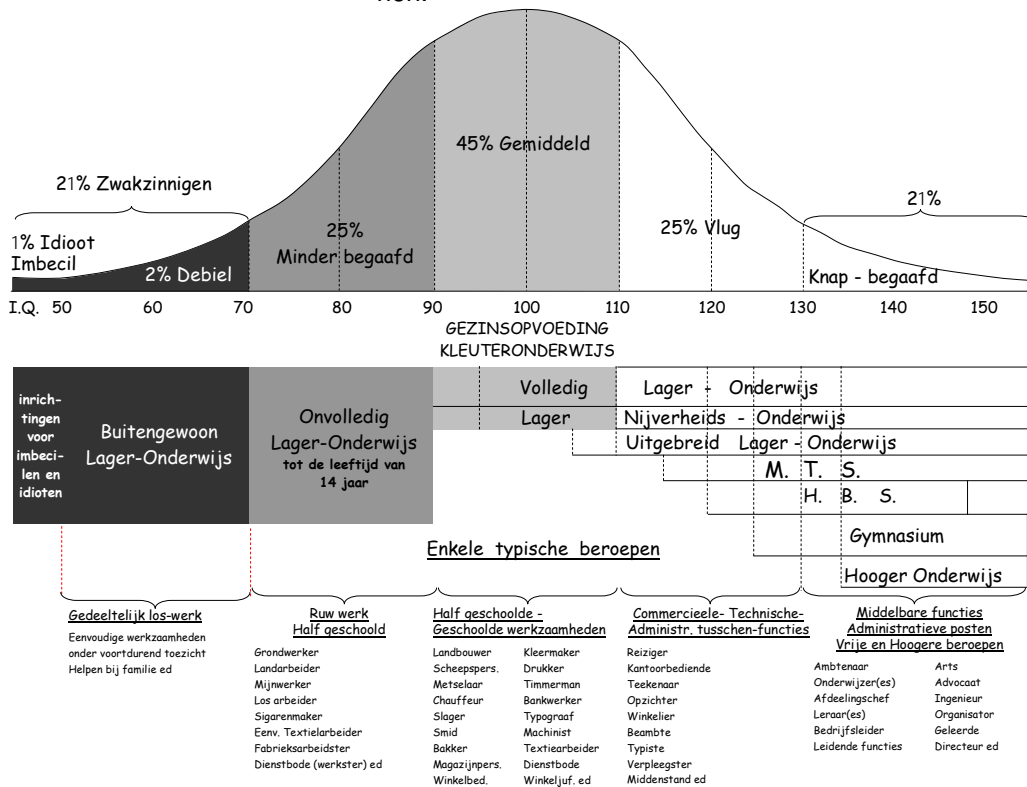 45% Gemiddeld
21% Zwakzinnigen
21%
25%
Minder begaafd
25% Vlug
1% Idioot
Imbecil
2% Debiel
Knap - begaafd
I.Q. 50 60 70 80 90 100 110 120 130 140 150
GEZINSOPVOEDING
KLEUTERONDERWIJS
inrich-
tingen
voor
imbeci-
len en
idioten
Buitengewoon
Lager-Onderwijs
Onvolledig
Lager-Onderwijs
tot de leeftijd van
14 jaar
Volledig Lager - Onderwijs
Lager Nijverheids - Onderwijs
Uitgebreid Lager - Onderwijs
M. T. S.
H. B. S.
Gymnasium
Hooger Onderwijs
Enkele typische beroepen
Gedeeltelijk los-werk
Eenvoudige werkzaamheden
onder voortdurend toezicht
Helpen bij familie ed
Ruw werk
Half geschoold
Grondwerker
Landarbeider
Mijnwerker
Los arbeider
Sigarenmaker
Eenv. Textielarbeider
Fabrieksarbeidster
Dienstbode (werkster) ed
Half geschoolde -
Geschoolde werkzaamheden
Landbouwer Kleermaker
Scheepspers. Drukker
Metselaar Timmerman
Chauffeur Bankwerker
Slager Typograaf
Smid Machinist
Bakker Textiearbeider
Magazijnpers. Dienstbode
Winkelbed. Winkeljuf. ed
Commercieele- Technische-
Administr. tusschen-functies
Reiziger
Kantoorbediende
Teekenaar
Opzichter
Winkelier
Beambte
Typiste
Verpleegster
Middenstand ed
Middelbare functies
Administratieve posten
Vrije en Hoogere beroepen
Ambtenaar Arts
Onderwijzer(es) Advocaat
Afdeelingschef Ingenieur
Leraar(es) Organisator
Bedrijfsleider Geleerde
Leidende functies Directeur ed